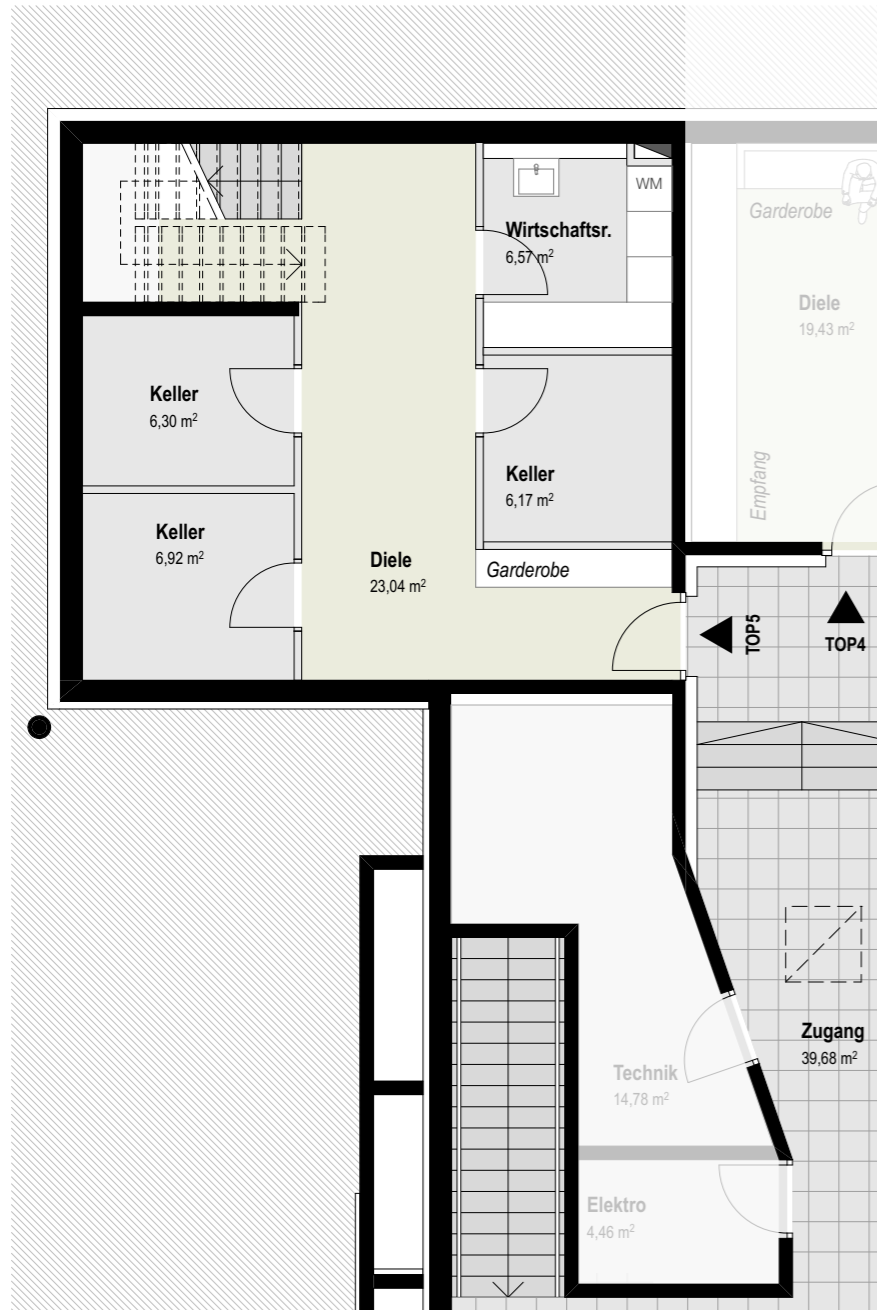 WM
Garderobe
Wirtschaftsr.
6,57 m²
Diele
19,43 m²
Keller
6,30 m²
Empfang
Keller
6,17 m²
Keller
6,92 m²
Diele
23,04 m²
Garderobe
TOP5
TOP4
Zugang
39,68 m²
Technik
14,78 m²
Elektro
4,46 m²